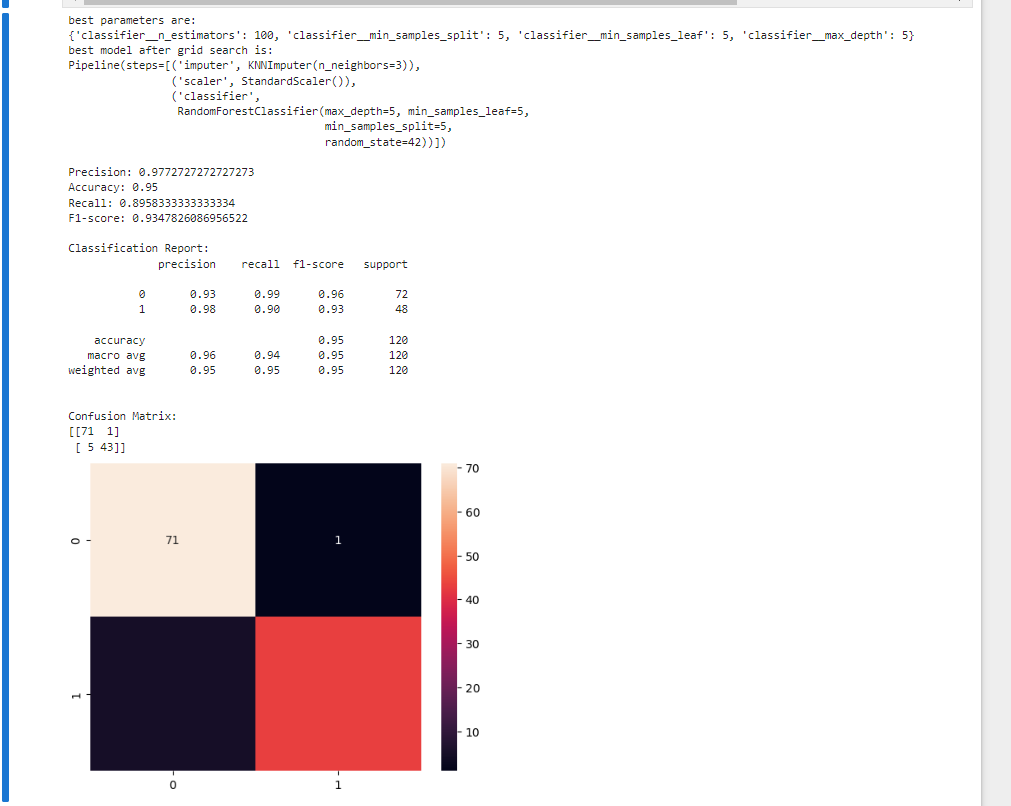 best parameters are:
{'classifier__n_estimators': 100, 'classifier__min_samples_split': 5, 'classifier__min_samples_leaf': 5, 'classifier__max_depth': 5}
best model after grid search is:
Pipeline(steps=[('imputer', KNNImputer(n_neighbors=3)),
('scaler', StandardScaler()),
('classifier',
RandomForestClassifier(max_depth=5, min_samples_leaf=5,
min_samples_split=5,
random_state=42))])
Precision: 0.9772727272727273
Accuracy: 0.95
Recall: 0.8958333333333334
F1-score: 0.9347826086956522
Classification Report:
precision recall f1-score support
0 0.93 0.99 0.96 72
1 0.98 0.90 0.93 48
accuracy 0.95 120
macro avg 0.96 0.94 0.95 120
weighted avg 0.95 0.95 0.95 120
Confusion Matrix:
[[71 1]
[ 5 43]]
70
60
0 71 1
50
40
30
1
20
10
0 1